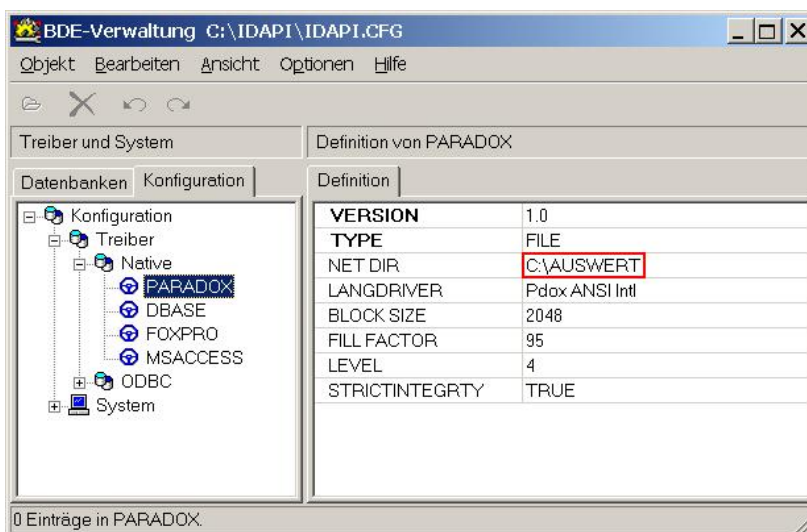 BDE-Verwaltung C:\IDAPI\IDAPI.CFG
Objekt Bearbeiten Ansicht Optionen Hilfe
Treiber und System
Definition von PARADOX
Datenbanken Konfiguration
Definition
Konfiguration
Treiber
Native
PARADOX
DBASE
FOXPRO
MSACCESS
ODBC
System
VERSION 1.0
TYPE FILE
NET DIR C:\AUSWERT
LANGDRIVER Pdox ANSI Intl
BLOCK SIZE 2048
FILL FACTOR 95
LEVEL 4
STRICTINTEGRTY TRUE
0 Einträge in PARADOX.